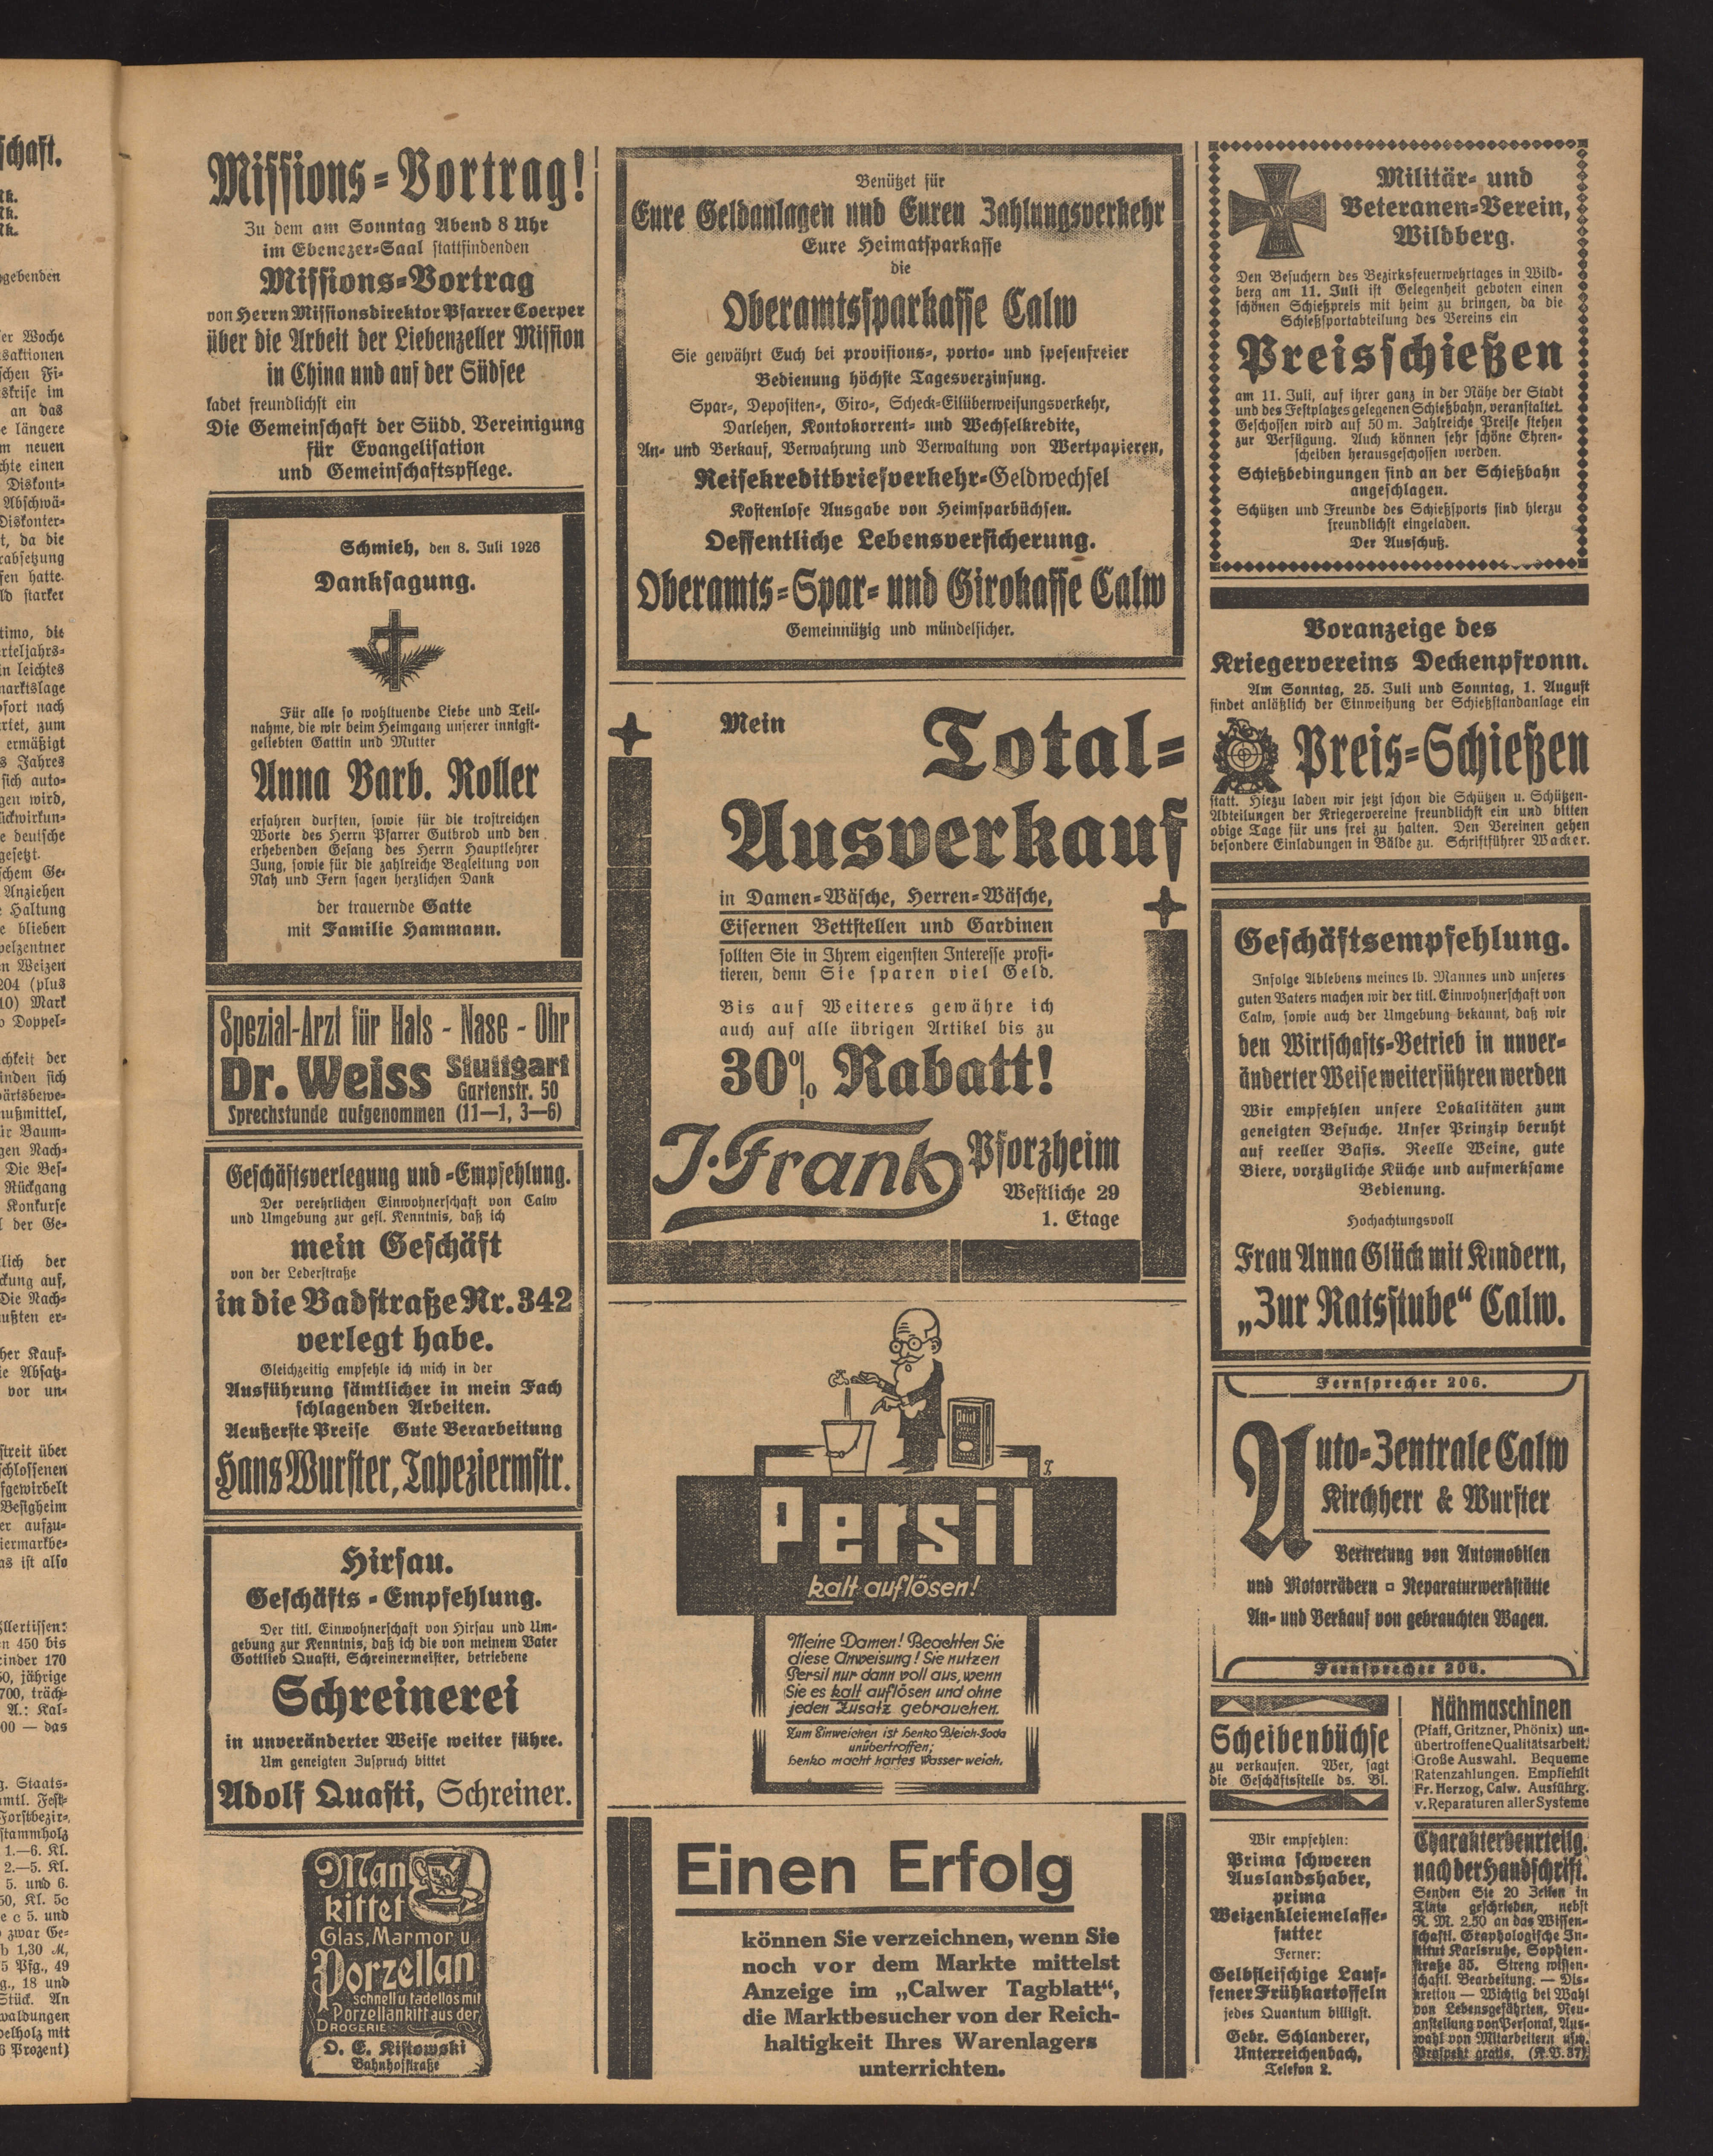 Missions=Vortrag!
Zu dem am Sonntag Abend 8 Uhr
im Ebenezer=Saal stattfindenden
Missions=Vortrag
von Herrn Missionsdirektor Pfarrer Coerper
über die Arbeit der Liebenzeller Mission
in China und auf der Südsee
ladet freundlichst ein
Die Gemeinschaft der Südd. Vereinigung
für Evangelisation
und Gemeinschaftspflege.
Schmieh, den 8. Juli 1926
Danksagung.
Für alle so wohltuende Liebe und Teil=
nahme, die wir beim Heimgang unserer innigst=
geliebten Gattin und Mutter
Anna Barb. Roller
erfahren durften, sowie für die trostreichen
Worte des Herrn Pfarrer Gutbrod und den
erhebenden Gesang des Herrn Hauptlehrer
Jung, sowie für die zahlreiche Begleitung von
Nah und Fern sagen herzlichen Dank
der trauernde Gatte
mit Familie Hammann.
Spezial-Arzt für Hals - Nase - Ohr
Dr. Weiss Stuttgart
Gartenstr. 50
Sprechstunde aufgenommen (11—1, 3—6)
Geschäftsverlegung und =Empfehlung.
Der verehrlichen Einwohnerschaft von Calw
und Umgebung zur gefl. Kenntnis, daß ich
mein Geschäft
von der Lederstraße
in die Badstraße Nr. 342
verlegt habe.
Gleichzeitig empfehle ich mich in der
Ausführung sämtlicher in mein Fach
schlagenden Arbeiten.
Aeußerste Preise Gute Verarbeitung
Hans Wurster, Tapeziermstr.
Hirsau.
Geschäfts = Empfehlung.
Der titl. Einwohnerschaft von Hirsau und Um=
gebung zur Kenntnis, daß ich die von meinem Vater
Gottlieb Quasti, Schreinermeister, betriebene
Schreinerei
in unveränderter Weise weiter führe.
Um geneigten Zuspruch bittet
Adolf Quasti, Schreiner.
Man
kittet
Glas, Marmor u.
Porzellan
schnell u. tadellos mit
Porzellankitt aus der
DROGERIE
O. E. Kistowski
Bahnhofstraße
Benützet für
Eure Geldanlagen und Euren Zahlungsverkehr
Eure Heimatsparkasse
die
Oberamtssparkasse Calw
Sie gewährt Euch bei provisions=, porto= und spesenfreier
Bedienung höchste Tagesverzinsung.
Spar=, Depositen=, Giro=, Scheck=Eilüberweisungsverkehr,
Darlehen, Kontokorrent= und Wechselkredite,
An= und Verkauf, Verwahrung und Verwaltung von Wertpapieren,
Reisekreditbriefverkehr=Geldwechsel
Kostenlose Ausgabe von Heimsparbüchsen.
Oeffentliche Lebensversicherung.
Oberamts=Spar= und Girokasse Calw
Gemeinnützig und mündelsicher.
Mein Total=
Ausverkauf
in Damen=Wäsche, Herren=Wäsche,
Eisernen Bettstellen und Gardinen
sollten Sie in Ihrem eigensten Interesse profi=
tieren, denn Sie sparen viel Geld.
Bis auf Weiteres gewähre ich
auch auf alle übrigen Artikel bis zu
30% Rabatt!
J. Frank Pforzheim
Westliche 29
1. Etage
Persil
Persil
kalt auflösen!
Meine Damen! Beachten Sie
diese Anweisung! Sie nutzen
Persil nur dann voll aus, wenn
Sie es kalt auflösen und ohne
jeden Zusatz gebrauchen.
Zum Einweichen ist Henko Bleich-Soda
unübertroffen;
Henko macht hartes Wasser weich.
Einen Erfolg
können Sie verzeichnen, wenn Sie
noch vor dem Markte mittelst
Anzeige im „Calwer Tagblatt“,
die Marktbesucher von der Reich-
haltigkeit Ihres Warenlagers
unterrichten.
W
1870
Militär= und
Veteranen=Verein,
Wildberg.
Den Besuchern des Bezirksfeuerwehrtages in Wild=
berg am 11. Juli ist Gelegenheit geboten einen
schönen Schießpreis mit heim zu bringen, da die
Schießsportabteilung des Vereins ein
Preisschießen
am 11. Juli, auf ihrer ganz in der Nähe der Stadt
und des Festplatzes gelegenen Schießbahn, veranstaltet.
Geschossen wird auf 50 m. Zahlreiche Preise stehen
zur Verfügung. Auch können sehr schöne Ehren=
scheiben herausgeschossen werden.
Schießbedingungen sind an der Schießbahn
angeschlagen.
Schützen und Freunde des Schießsports sind hierzu
freundlichst eingeladen.
Der Ausschuß.
Voranzeige des
Kriegervereins Deckenpfronn.
Am Sonntag, 25. Juli und Sonntag, 1. August
findet anläßlich der Einweihung der Schießstandanlage ein
Preis=Schießen
statt. Hiezu laden wir jetzt schon die Schützen u. Schützen=
Abteilungen der Kriegervereine freundlichst ein und bitten
obige Tage für uns frei zu halten. Den Vereinen gehen
besondere Einladungen in Bälde zu. Schriftführer Wacker.
Geschäftsempfehlung.
Infolge Ablebens meines lb. Mannes und unseres
guten Vaters machen wir der titl. Einwohnerschaft von
Calw, sowie auch der Umgebung bekannt, daß wir
den Wirtschafts=Betrieb in unver=
änderter Weise weiterführen werden
Wir empfehlen unsere Lokalitäten zum
geneigten Besuche. Unser Prinzip beruht
auf reeller Basis. Reelle Weine, gute
Biere, vorzügliche Küche und aufmerksame
Bedienung.
Hochachtungsvoll
Frau Anna Glück mit Kindern,
„Zur Ratsstube“ Calw.
Fernsprecher 206.
Auto=Zentrale Calw
Kirchherr & Wurster
Vertretung von Automobilen
und Motorrädern ¤ Reparaturwerkstätte
An= und Verkauf von gebrauchten Wagen.
Fernsprecher 206.
Scheibenbüchse
zu verkaufen. Wer, sagt
die Geschäftsstelle ds. Bl.
Wir empfehlen:
Prima schweren
Auslandshaber,
prima
Weizenkleiemelasse=
futter
Ferner:
Gelbfleischige Lauf=
fener Frühkartoffeln
jedes Quantum billigst.
Gebr. Schlanderer,
Unterreichenbach,
Telefon 2.
Nähmaschinen
(Pfaff, Gritzner, Phönix) un-
übertroffene Qualitätsarbeit.
Große Auswahl. Bequeme
Ratenzahlungen. Empfiehlt
Fr. Herzog, Calw. Ausführg.
v. Reparaturen aller Systeme
Charakterbeurteilg.
nach der Handschrift.
Senden Sie 20 Zeilen in
Tinte geschrieben, nebst
R. M. 2.50 an das Wissen=
schaftl. Graphologische In=
stitut Karlsruhe, Sophien=
straße 35. Streng wissen=
schaftl. Bearbeitung. — Dis=
kretion — Wichtig bei Wahl
von Lebensgefährten, Neu=
anstellung von Personal, Aus=
wahl von Mitarbeitern usw.
Prospekt gratis. (K.V. 37).